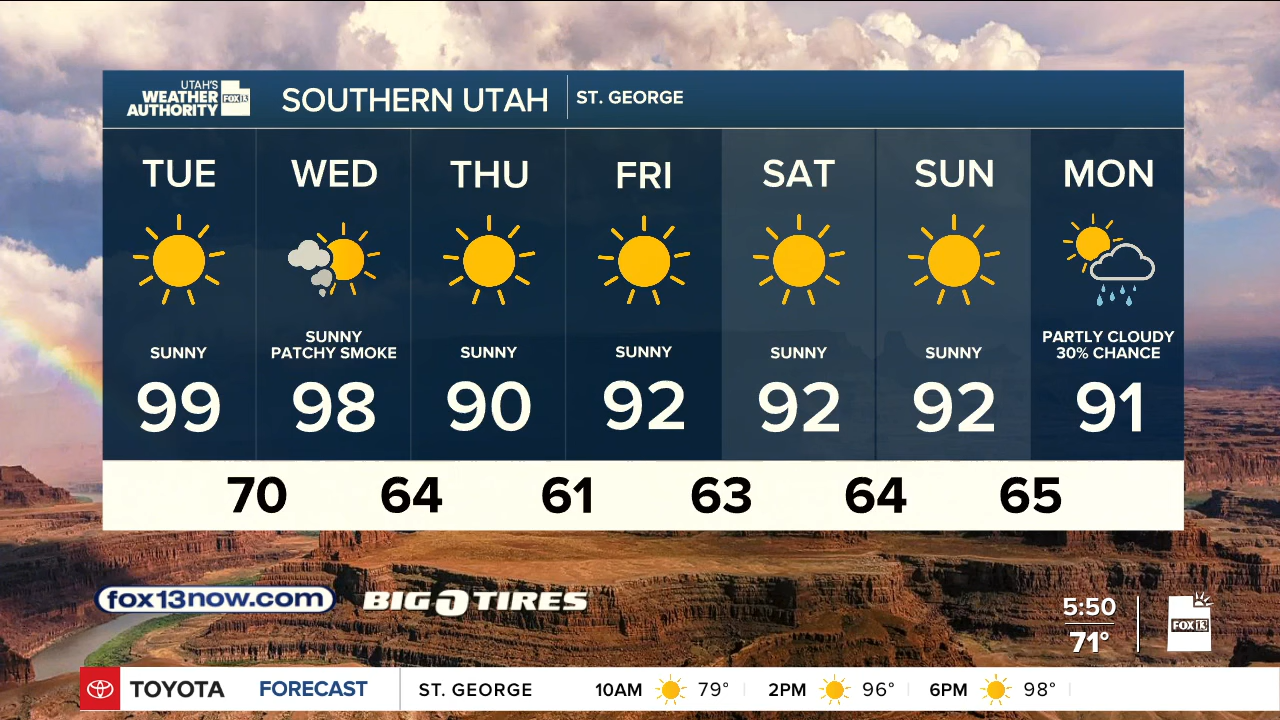 UTAH'S
WEATHER
AUTHORITY
FOX 13
SOUTHERN UTAH
ST. GEORGE
TUE WED THU FRI SAT SUN MON
SUNNY
SUNNY
PATCHY SMOKE
SUNNY
SUNNY
SUNNY
SUNNY
PARTLY CLOUDY
30% CHANCE
99 98 90 92 92 92 91
70 64 61 63 64 65
fox13now.com
BIG O TIRES
5:50
71°
FOX 13
TOYOTA FORECAST ST. GEORGE 10AM 79° 2PM 96° 6PM 98°